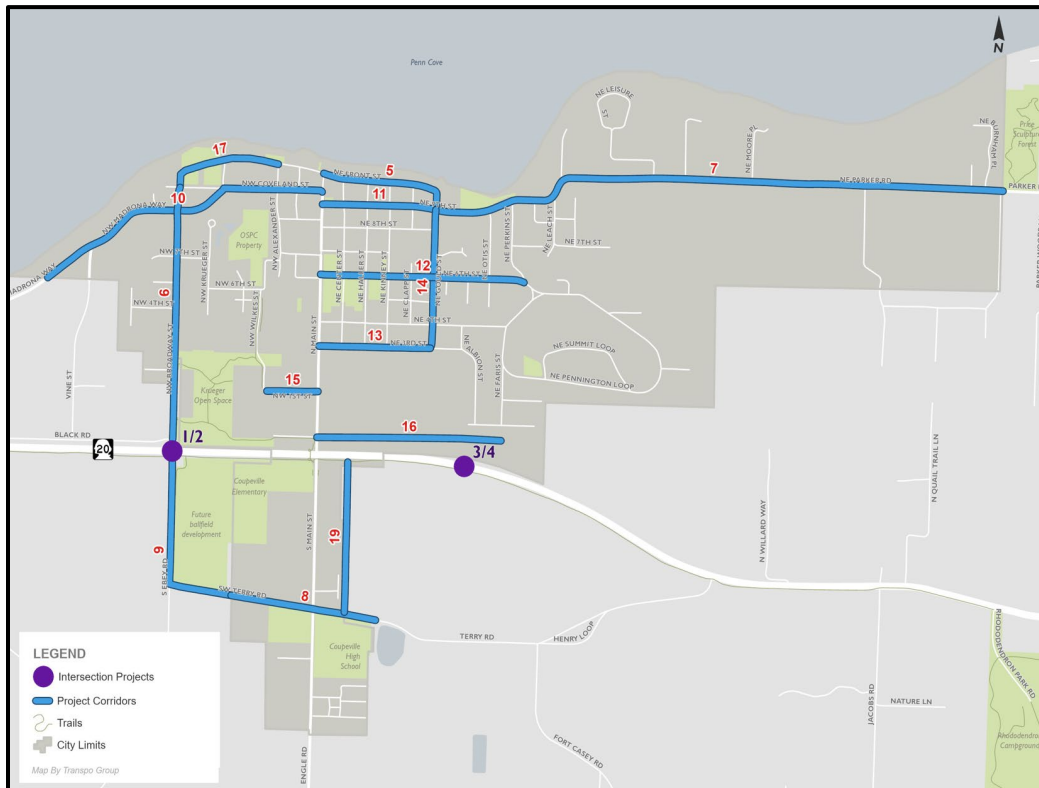 N
Penn Cove
NE LEISURE
ST
NE MOORE PL
NE BURNHAM PL
Price
Sculpture
Forest
17
5
7
NE FRONT ST
NE PARKER RD
PARKER
NW COVELAND ST
10
11
NW MADRONA WAY
NE 8TH ST
NW ALEXANDER ST
OSPC
Property
NW KRUEGER ST
NE PERKINS ST
NE LEACH ST
NE 7TH ST
NE OTIS ST
MADRONA WAY
6
NW 6TH ST
NW 4TH ST
NW WILKES ST
N MAIN ST
NE CENTER ST
NE HALLER ST
NE KINNEY ST
NE CLAPP ST
12
NE 6TH ST
14
NE GOULD ST
NE 4TH ST
13
NE 3RD ST
NE ALBION ST
NE FARIS ST
NE SUMMIT LOOP
NE PENNINGTON LOOP
NW BROADWAY ST
VINE ST
Krueger
Open Space
15
NW 1ST ST
16
BLACK RD
20
1/2
3/4
Coupeville
Elementary
Future
ballfield
development
9
S EBEY RD
S MAIN ST
19
SW TERRY RD
8
TERRY RD
HENRY LOOP
Coupeville
High
School
N WILLARD WAY
N QUAIL TRAIL LN
RHODODENDRON PARK RD
JACOBS RD
NATURE LN
FORT CASEY RD
ENGLE RD
LEGEND
Intersection Projects
Project Corridors
Trails
City Limits
Map By Transpo Group